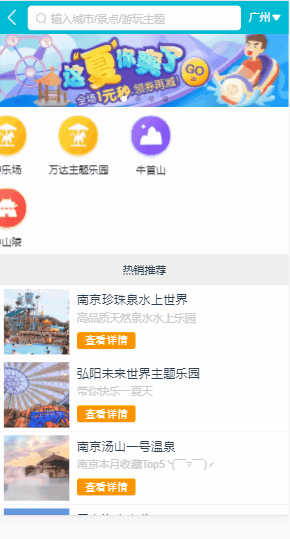 输入城市/景点/游玩主题
广州
这"夏"你爽了
GO
全场1元秒,领券再减!
乐场 万达主题乐园 牛首山
山陵
热销推荐
南京珍珠泉水上世界
高品质天然泉水水上乐园
查看详情
弘阳未来世界主题乐园
带你快乐一夏天
查看详情
南京汤山一号温泉
南京本月收藏Top5 ╰(￣▽￣)╭
查看详情